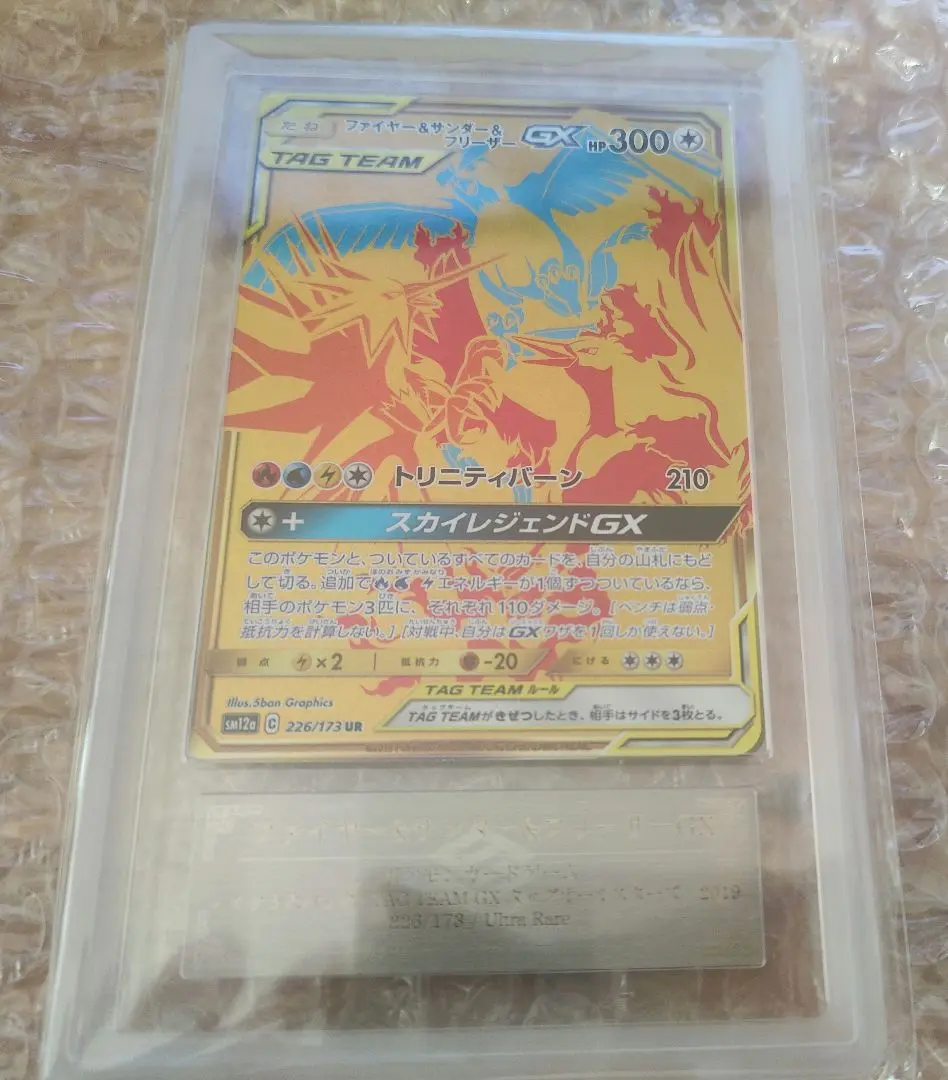 たね
ファイヤー&サンダー&
フリーザーGX HP300
TAG TEAM
トリニティバーン 210
+ スカイレジェンドGX
このポケモンと、ついているすべてのカードを、自分の山札にもど
して切る。追加でエネルギーが1個ずつついているなら、
相手のポケモン3匹に、それぞれ110ダメージ。[ベンチは弱点・
抵抗力を計算しない。][対戦中、自分はGXワザを1回しか使えない。]
弱点 ×2 抵抗力 -20 にげる
TAG TEAM ルール
Illus.5ban Graphics
TAG TEAMがきぜつしたとき、相手はサイドを3枚とる。
sm12a C 226/173 UR
TEAM GX
226/173 / Ultra Rare